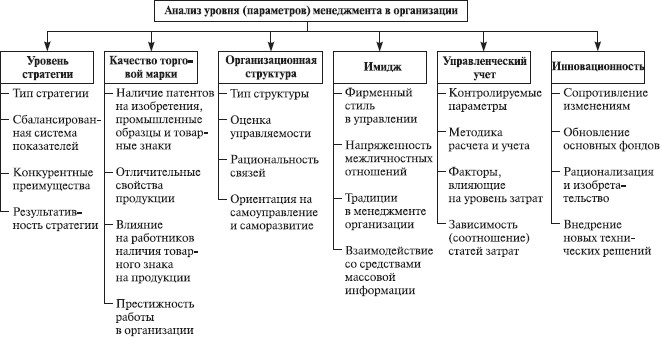 Анализ уровня (параметров) менеджмента в организации
Уровень
стратегии
Тип стратегии
Сбалансирован-
ная система
показателей
Конкурентные
преимущества
Результатив-
ность стратегии
Качество торго-
вой марки
Наличие патентов
на изобретения,
промышленные
образцы и товар-
ные знаки
Отличительные
свойства
продукции
Влияние
на работников
наличия товар-
ного знака
на продукции
Престижность
работы
в организации
Организационная
структура
Тип структуры
Оценка
управляемости
Рациональность
связей
Ориентация на
самоуправление
и саморазвитие
Имидж
Фирменный
стиль
в управлении
Напряженность
межличностных
отношений
Традиции
в менеджменте
организации
Взаимодействие
со средствами
массовой
информации
Управленческий
учет
Контролируемые
параметры
Методика
расчета и учета
Факторы,
влияющие
на уровень затрат
Зависимость
(соотношение)
статей затрат
Инновационность
Сопротивление
изменениям
Обновление
основных фондов
Рационализация
и изобрета-
тельство
Внедрение
новых техни-
ческих решений